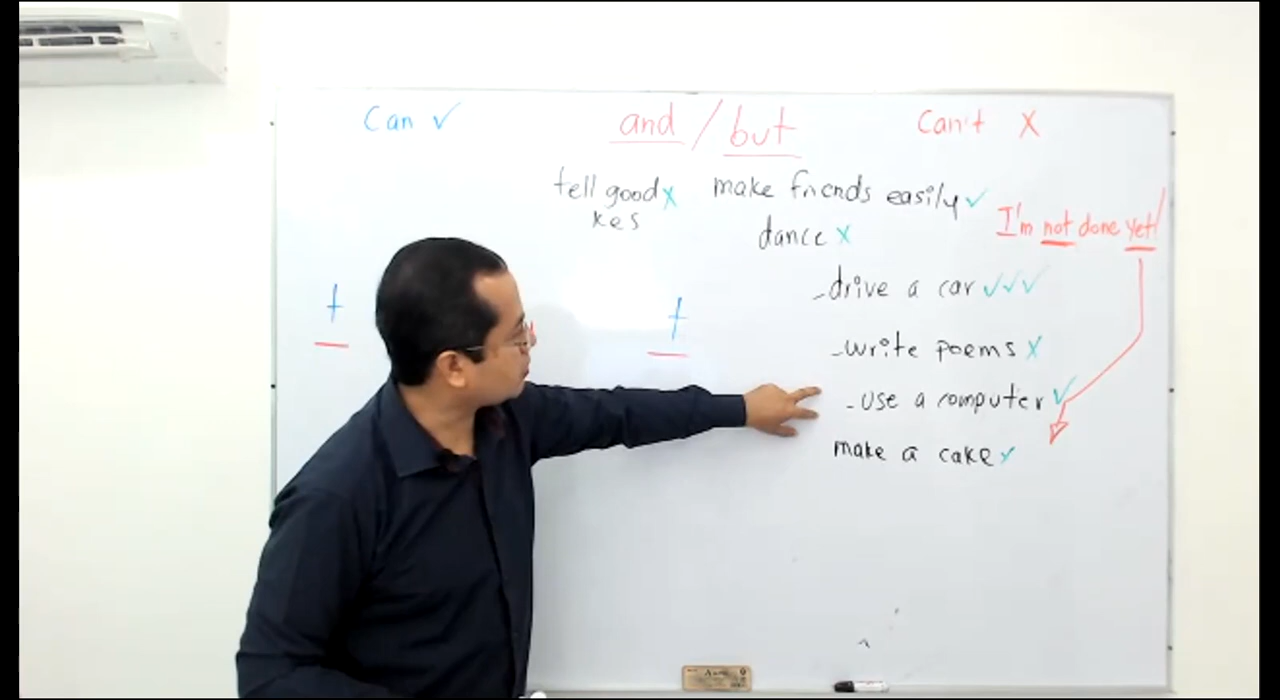 Can ✓ and / but Can't X
tell good X make friends easily ✓
kes dance X
I'm not done yet!
-drive a car ✓✓✓
-write poems X
-use a computer ✓
make a cake X
+ +